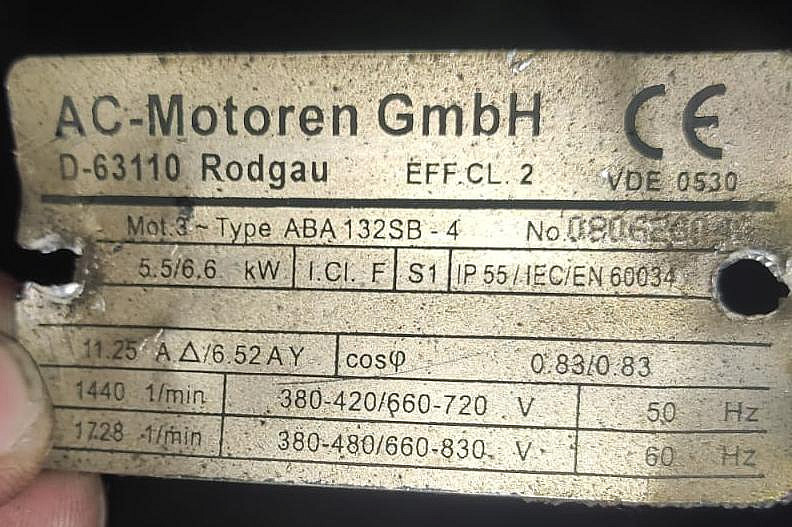 AC-Motoren GmbH CE
D-63110 Rodgau EFF.CL. 2 VDE 0530
Mot.3~Type ABA 132SB-4 No.
5.5/6.6 kW I.Cl. F S1 IP 55/IEC/EN 60034
11.25 A Δ/6.52 A Y cosφ 0.83/0.83
1440 1/min 380-420/660-720 V 50 Hz
1728 1/min 380-480/660-830 V 60 Hz